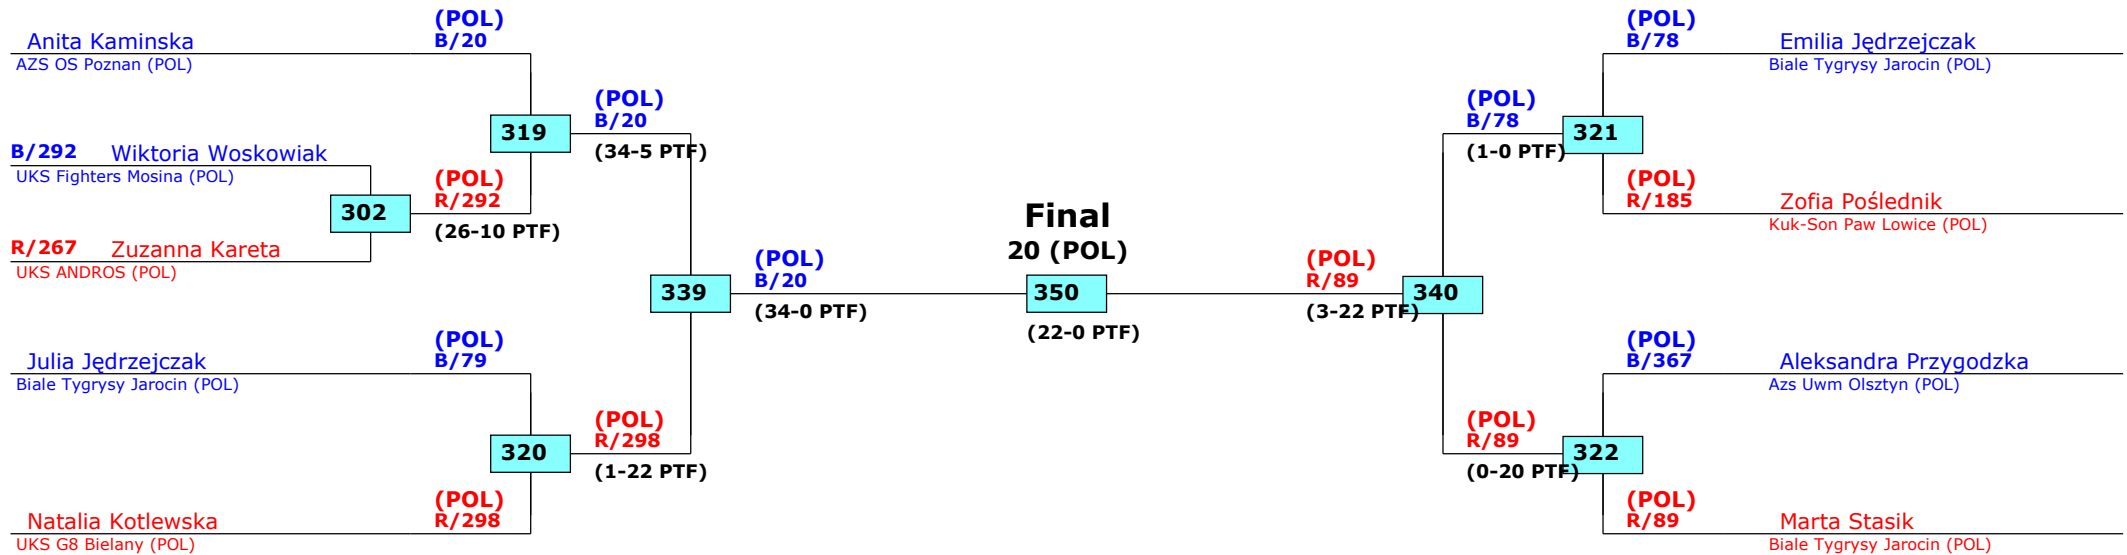 (POL)
B/20
Anita Kaminska
AZS OS Poznan (POL)
319
(POL)
B/20
(34-5 PTF)
B/292 Wiktoria Woskowiak
UKS Fighters Mosina (POL)
302
(POL)
R/292
(26-10 PTF)
R/267 Zuzanna Kareta
UKS ANDROS (POL)
339
(POL)
B/20
(34-0 PTF)
(POL)
B/79
Julia Jędrzejczak
Biale Tygrysy Jarocin (POL)
320
(POL)
R/298
(1-22 PTF)
(POL)
R/298
Natalia Kotlewska
UKS G8 Bielany (POL)
Final
20 (POL)
350
(22-0 PTF)
(POL)
R/89
(3-22 PTF)
340
(POL)
B/78
(1-0 PTF)
321
(POL)
B/78
Emilia Jędrzejczak
Biale Tygrysy Jarocin (POL)
(POL)
R/185
Zofia Poślednik
Kuk-Son Paw Lowice (POL)
(POL)
R/89
(0-20 PTF)
322
(POL)
B/367
Aleksandra Przygodzka
Azs Uwm Olsztyn (POL)
(POL)
R/89
Marta Stasik
Biale Tygrysy Jarocin (POL)